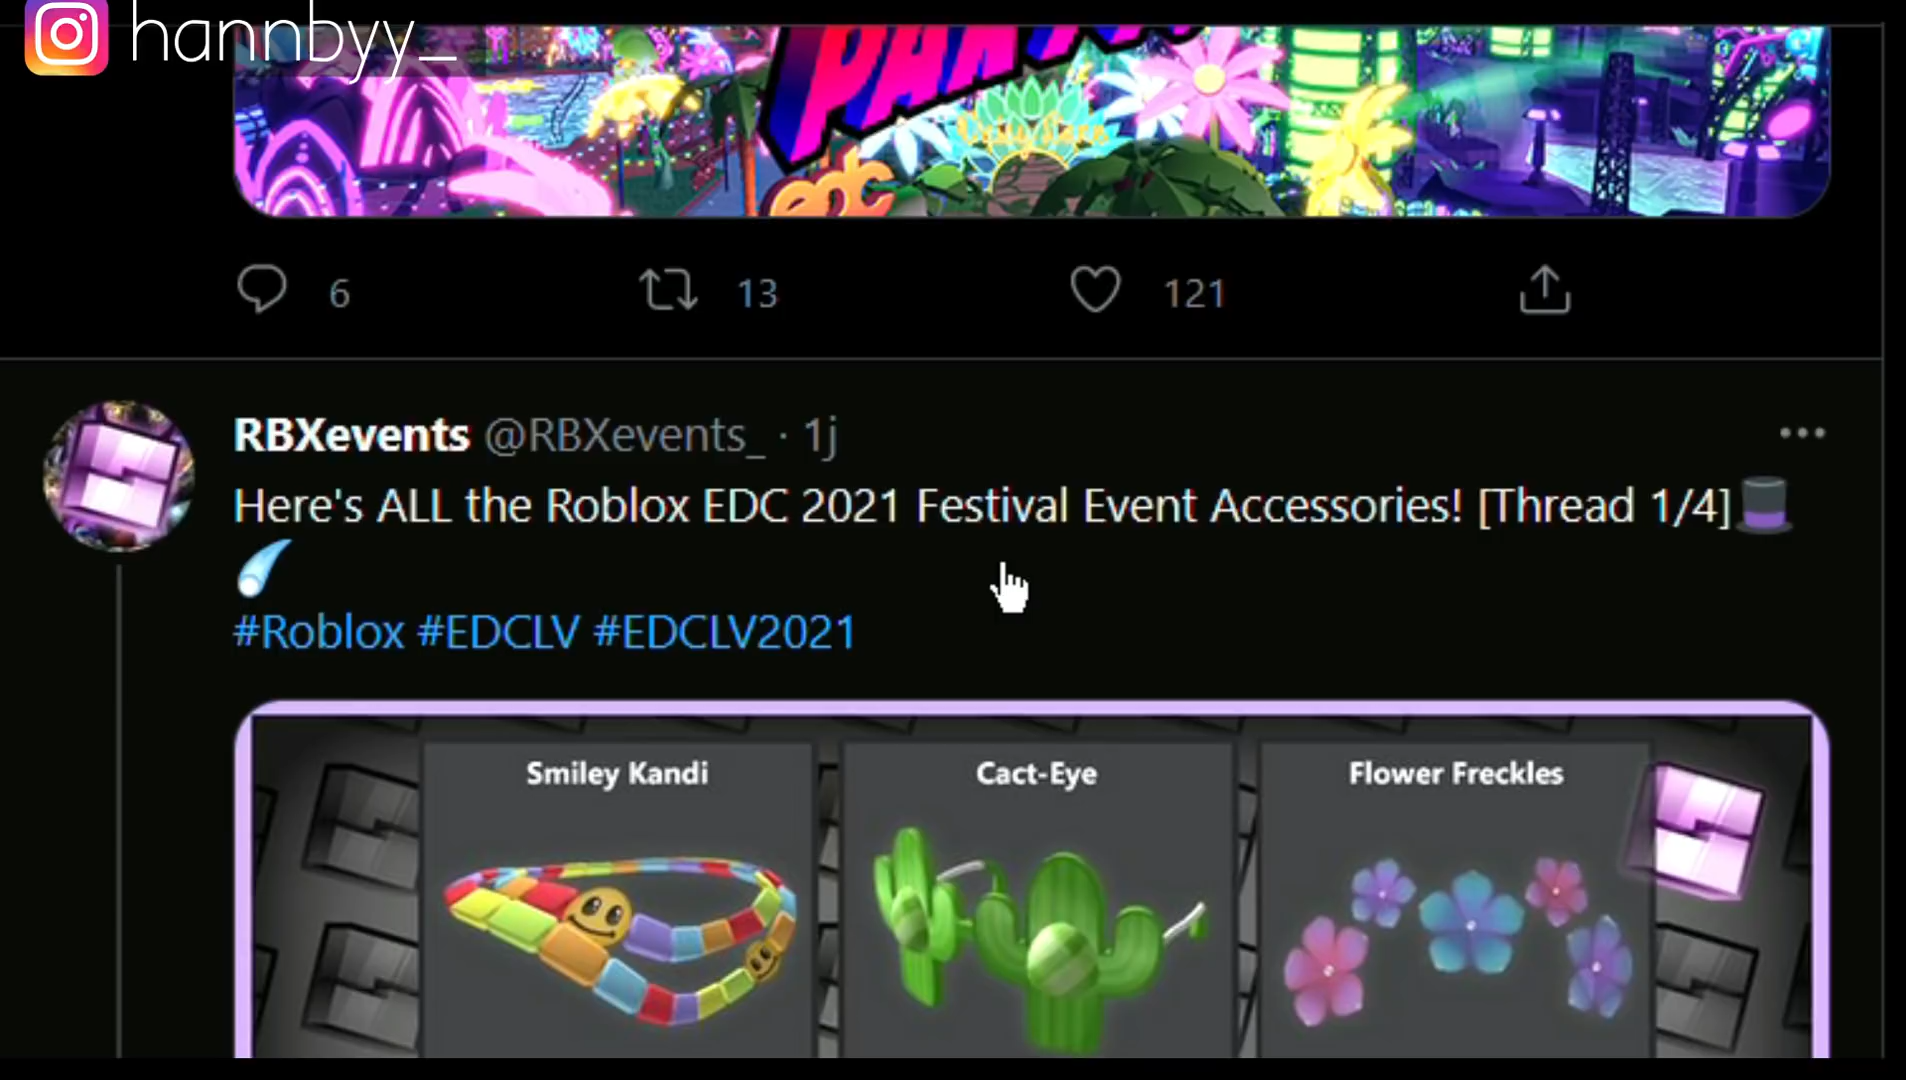 hannbyy_
edc
6
13
121
RBXevents @RBXevents_ · 1j
Here's ALL the Roblox EDC 2021 Festival Event Accessories! [Thread 1/4]
#Roblox #EDCLV #EDCLV2021
Smiley Kandi
Cact-Eye
Flower Freckles